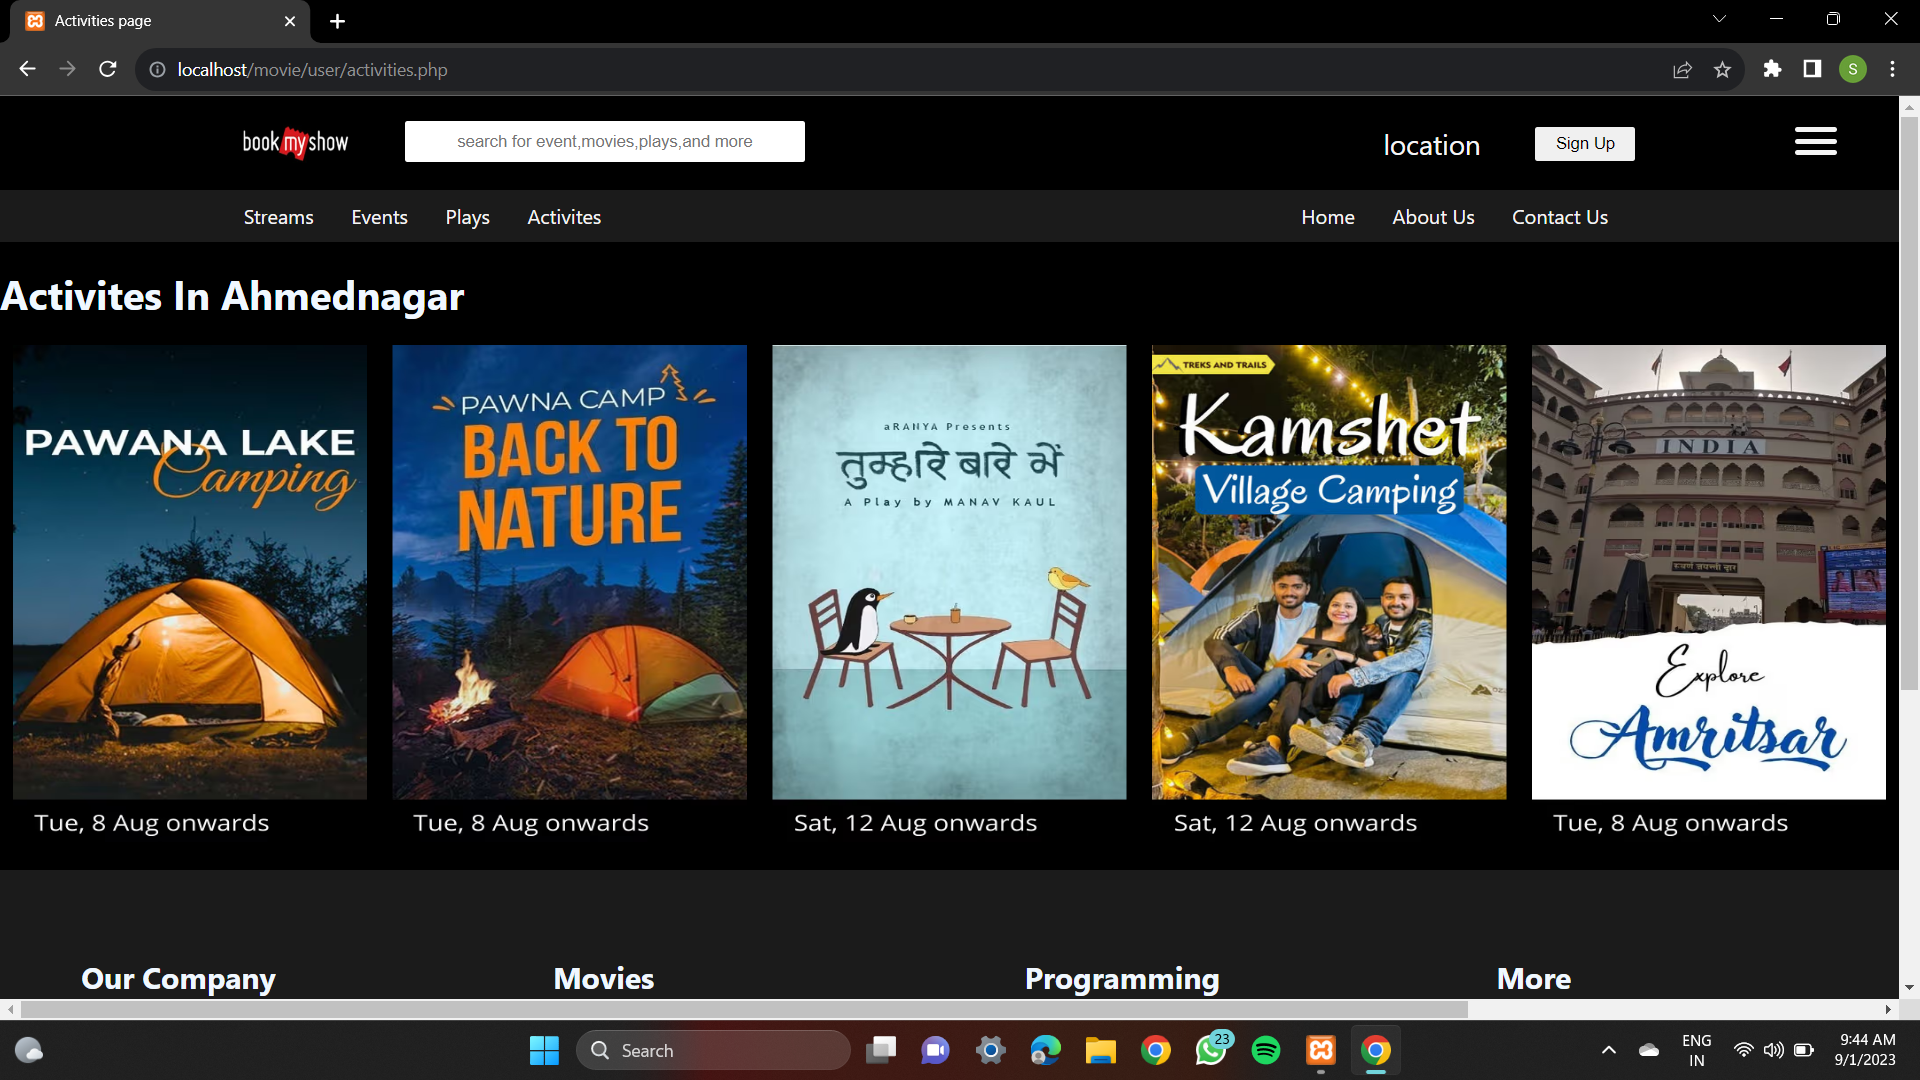 Activities page
localhost/movie/user/activities.php
S
book my show
search for event,movies,plays,and more
location
Sign Up
Streams
Events
Plays
Activites
Home
About Us
Contact Us
Activites In Ahmednagar
PAWANA LAKE
Camping
PAWNA CAMP
BACK TO
NATURE
aRANYA Presents
तुम्हारे बारे में
A Play by MANAV KAUL
TREKS AND TRAILS
Kamshet
Village Camping
INDIA
स्वर्ण जयन्ती द्वार
Explore
Amritsar
Tue, 8 Aug onwards
Tue, 8 Aug onwards
Sat, 12 Aug onwards
Sat, 12 Aug onwards
Tue, 8 Aug onwards
Our Company
Movies
Programming
More
Search
23
ENG
IN
9:44 AM
9/1/2023